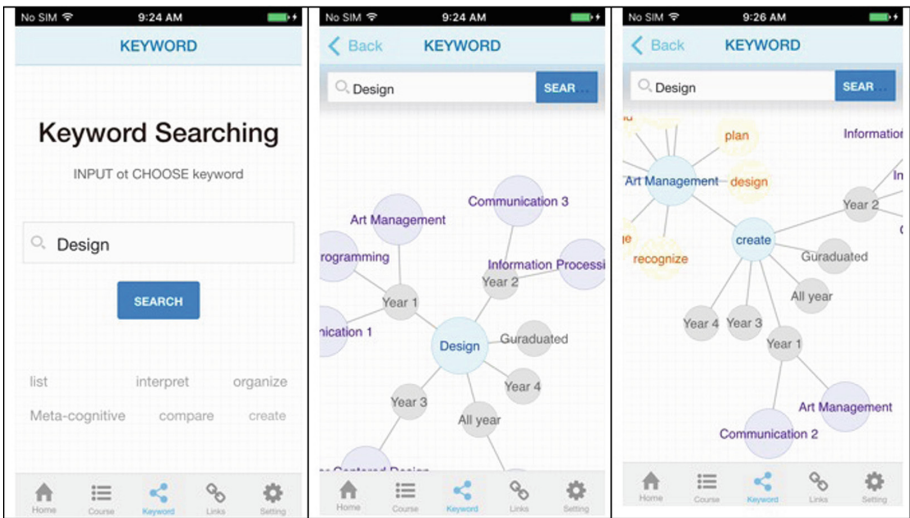 No SIM 9:24 AM
KEYWORD
Keyword Searching
INPUT ot CHOOSE keyword
Design
SEARCH
list interpret organize
Meta-cognitive compare create
Home Course Keyword Links Setting
No SIM 9:24 AM
Back KEYWORD
Design SEAR...
Communication 3
Art Management
rogramming
Information Processi
Year 2
Year 1
nication 1
Design
Guraduated
Year 4
Year 3
All year
Home Course Keyword Links Setting
No SIM 9:26 AM
Back KEYWORD
Design SEAR...
plan
Information
Art Management
design
In
Year 2
create
ge
recognize
Guraduated
All year
Year 4
Year 3
Year 1
Art Management
Communication 2
Home Course Keyword Links Setting